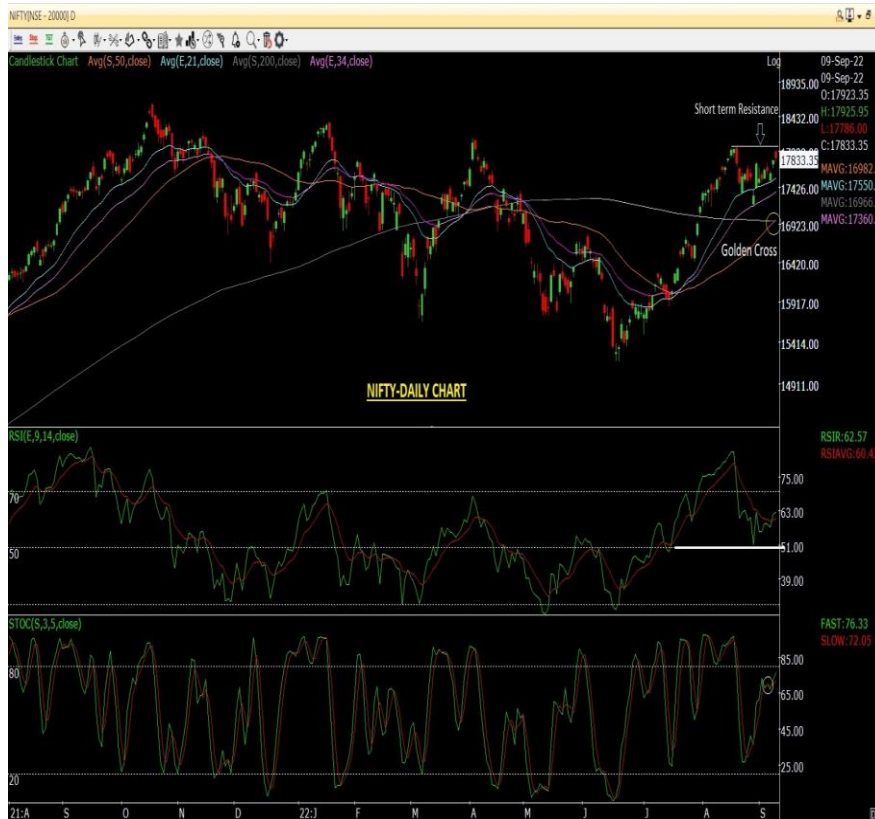 NIFTY[NSE - 20000] D
Candlestick Chart Avg(S,50,close) Avg(E,21,close) Avg(S,200,close) Avg(E,34,close) Log
09-Sep-22
09-Sep-22
O:17923.35
H:17925.95
L:17786.00
C:17833.35
MAVG:16982.
MAVG:17550.
MAVG:16966.
MAVG:17360.
18935.00
18432.00
17833.35
17426.00
16923.00
16420.00
15917.00
15414.00
14911.00
Short term Resistance
Golden Cross
NIFTY-DAILY CHART
RSI(E,9,14,close)
RSIR:62.57
RSIAVG:60.4
70
50
75.00
63.00
51.00
39.00
STOC(S,3,5,close)
FAST:76.33
SLOW:72.05
80
20
85.00
65.00
45.00
25.00
21:A S O N D 22:J F M A M J J A S